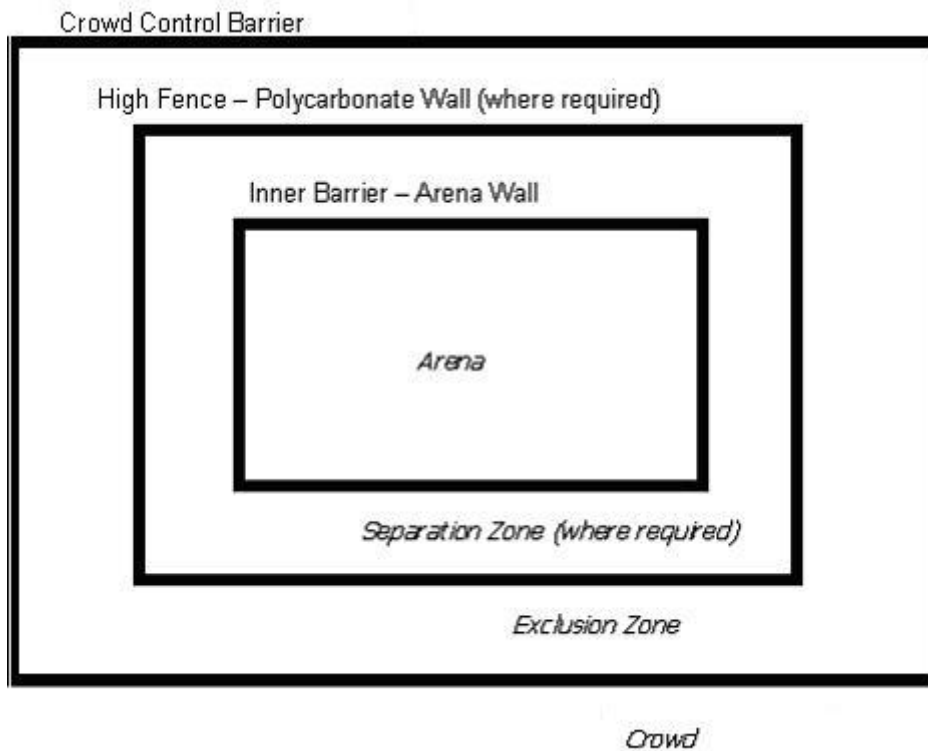 Crowd Control Barrier
High Fence – Polycarbonate Wall (where required)
Inner Barrier – Arena Wall
Arena
Separation Zone (where required)
Exclusion Zone
Crowd